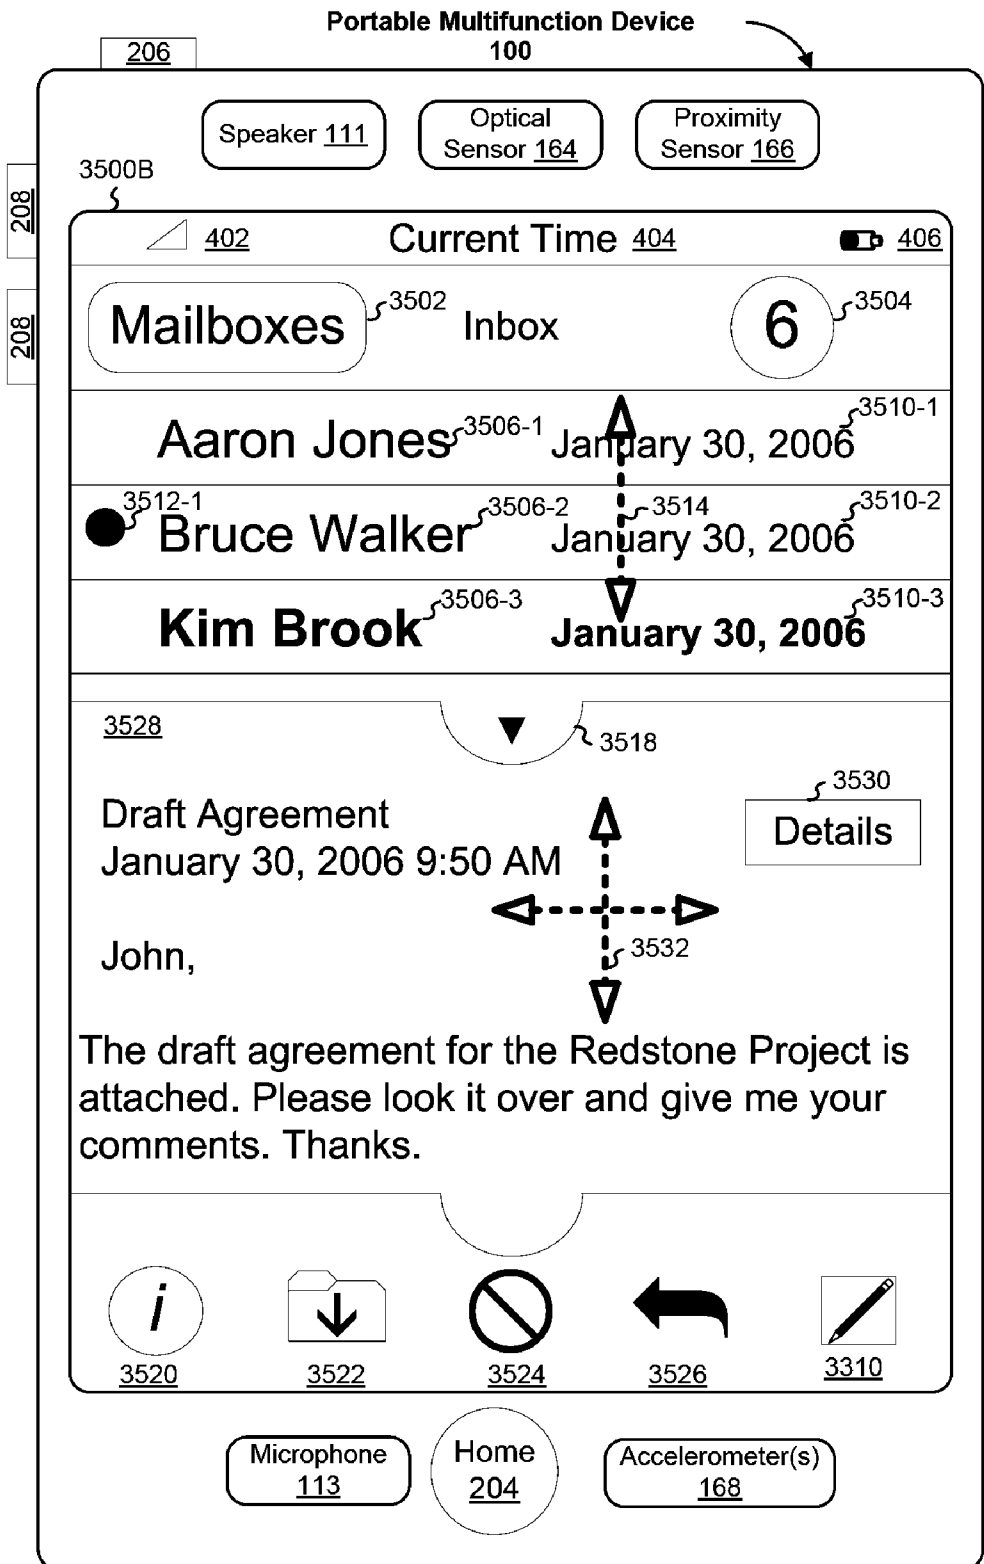 Portable Multifunction Device
100
206
Speaker 111
Optical
Sensor 164
Proximity
Sensor 166
3500B
208
402
Current Time 404
406
208
Mailboxes
3502
Inbox
6
3504
Aaron Jones
3506-1
January 30, 2006
3510-1
3512-1
Bruce Walker
3506-2
January 30, 2006
3514
3510-2
Kim Brook
3506-3
January 30, 2006
3510-3
3528
3518
3530
Draft Agreement
Details
January 30, 2006 9:50 AM
3532
John,
The draft agreement for the Redstone Project is
attached. Please look it over and give me your
comments. Thanks.
i
3520
3522
3524
3526
3310
Microphone
113
Home
204
Accelerometer(s)
168